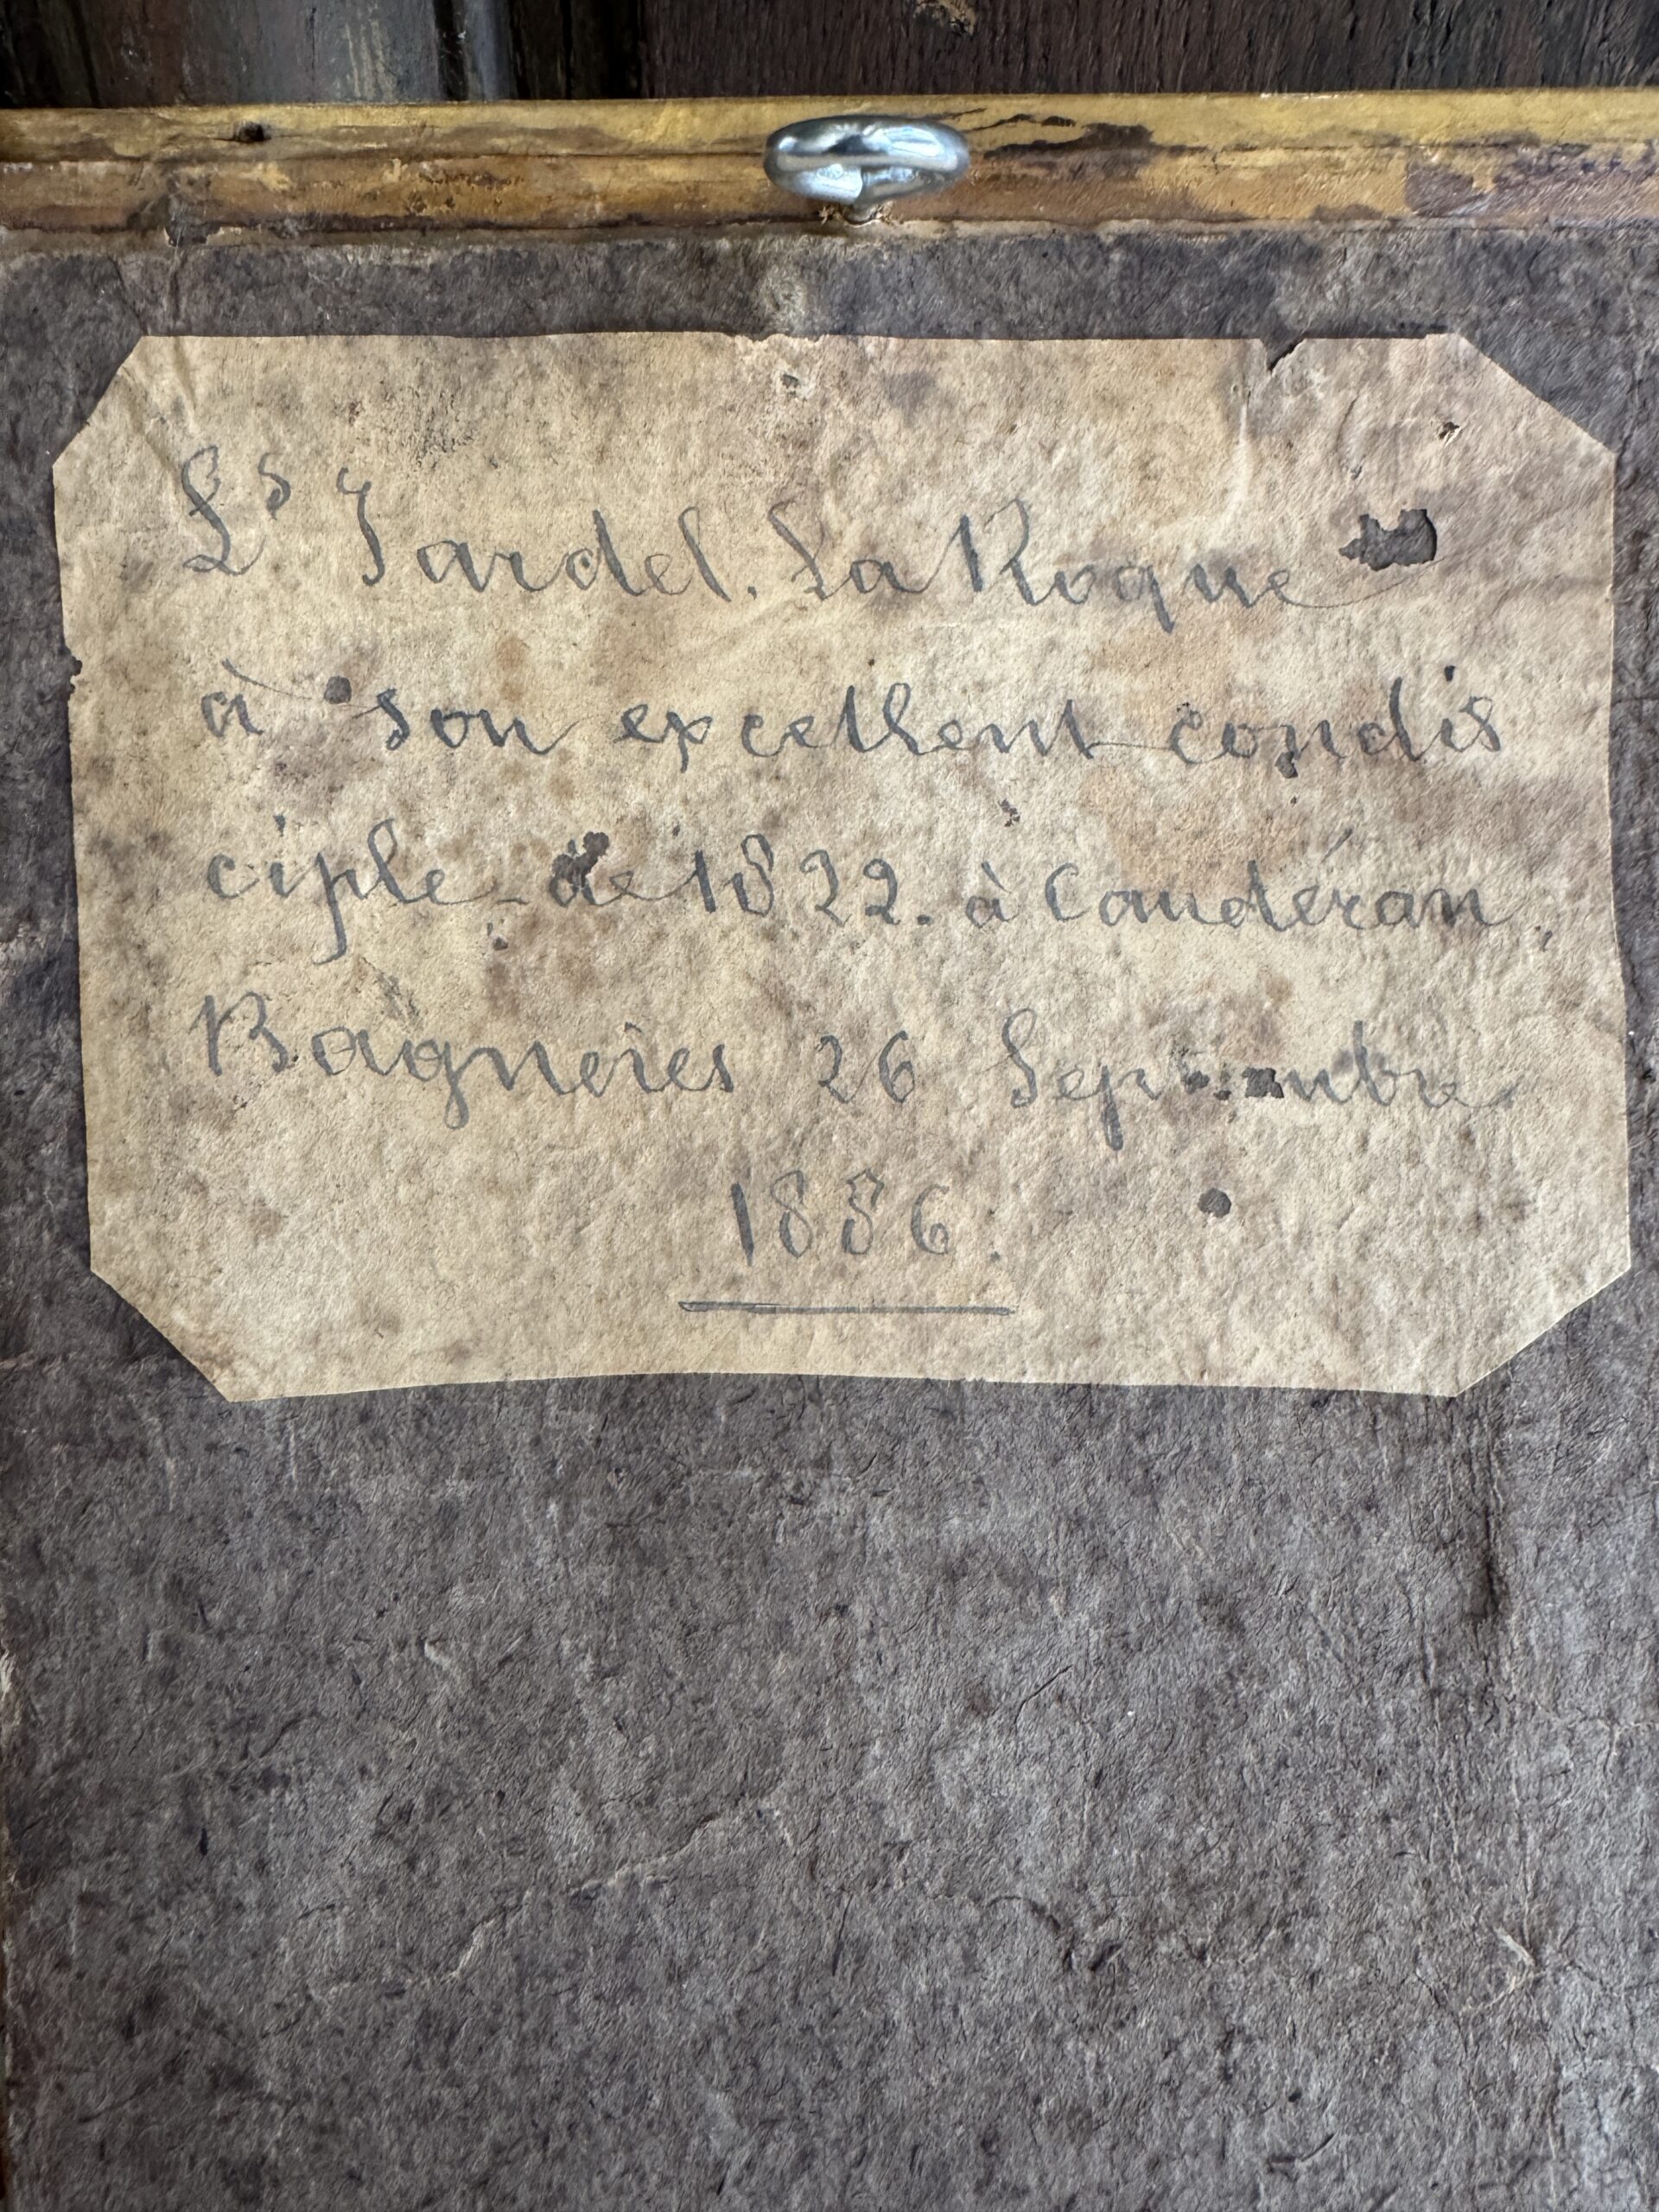 Ls Jardel. La Roque
à son excellent condis
ciple de 1822. à Caudéran,
Bagnères 26 Septembre
1886.